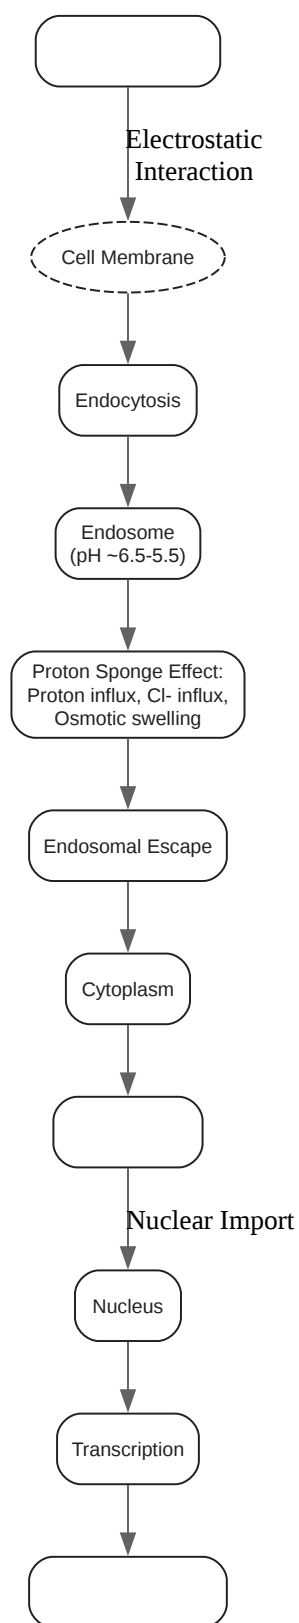 Electrostatic
Interaction
Cell Membrane
Endocytosis
Endosome
(pH ~6.5-5.5)
Proton Sponge Effect:
Proton influx, Cl- influx,
Osmotic swelling
Endosomal Escape
Cytoplasm
Nuclear Import
Nucleus
Transcription